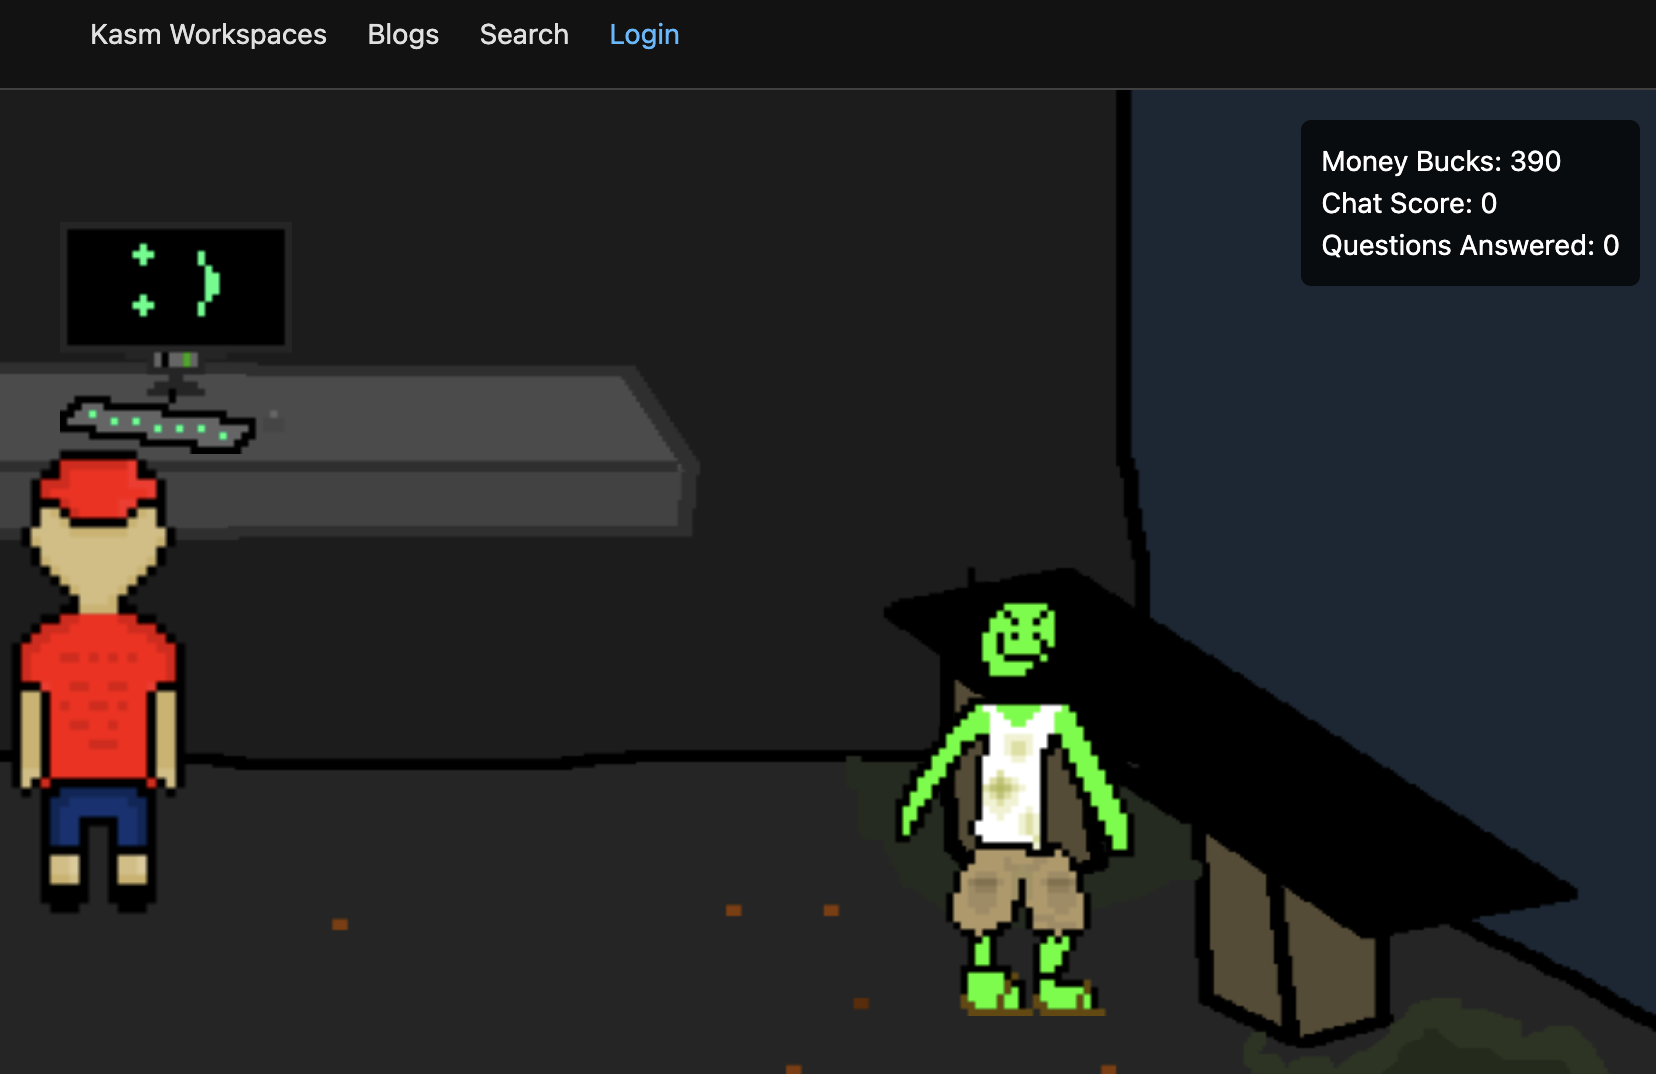 Kasm Workspaces Blogs Search Login
Money Bucks: 390
Chat Score: 0
Questions Answered: 0